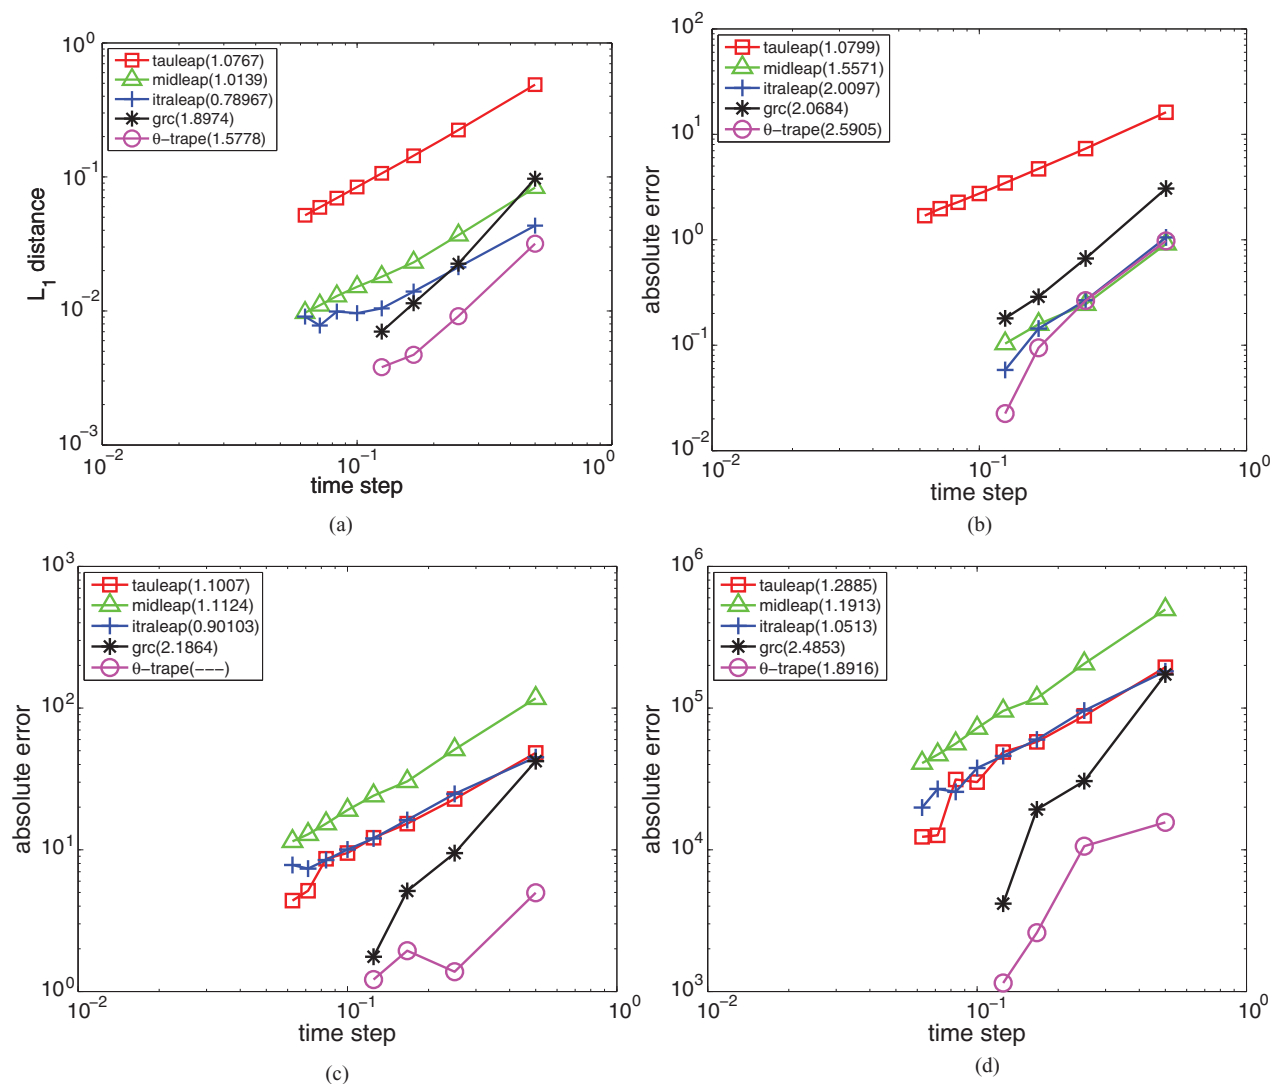 10^0
10^-1
10^-2
10^-3
L_1 distance
tauleap(1.0767)
midleap(1.0139)
itraleap(0.78967)
grc(1.8974)
θ-trape(1.5778)
10^-2
10^-1
10^0
time step
(a)
10^2
10^1
10^0
10^-1
10^-2
absolute error
tauleap(1.0799)
midleap(1.5571)
itraleap(2.0097)
grc(2.0684)
θ-trape(2.5905)
10^-2
10^-1
10^0
time step
(b)
10^3
10^2
10^1
10^0
absolute error
tauleap(1.1007)
midleap(1.1124)
itraleap(0.90103)
grc(2.1864)
θ-trape(---)
10^-2
10^-1
10^0
time step
(c)
10^6
10^5
10^4
10^3
absolute error
tauleap(1.2885)
midleap(1.1913)
itraleap(1.0513)
grc(2.4853)
θ-trape(1.8916)
10^-2
10^-1
10^0
time step
(d)